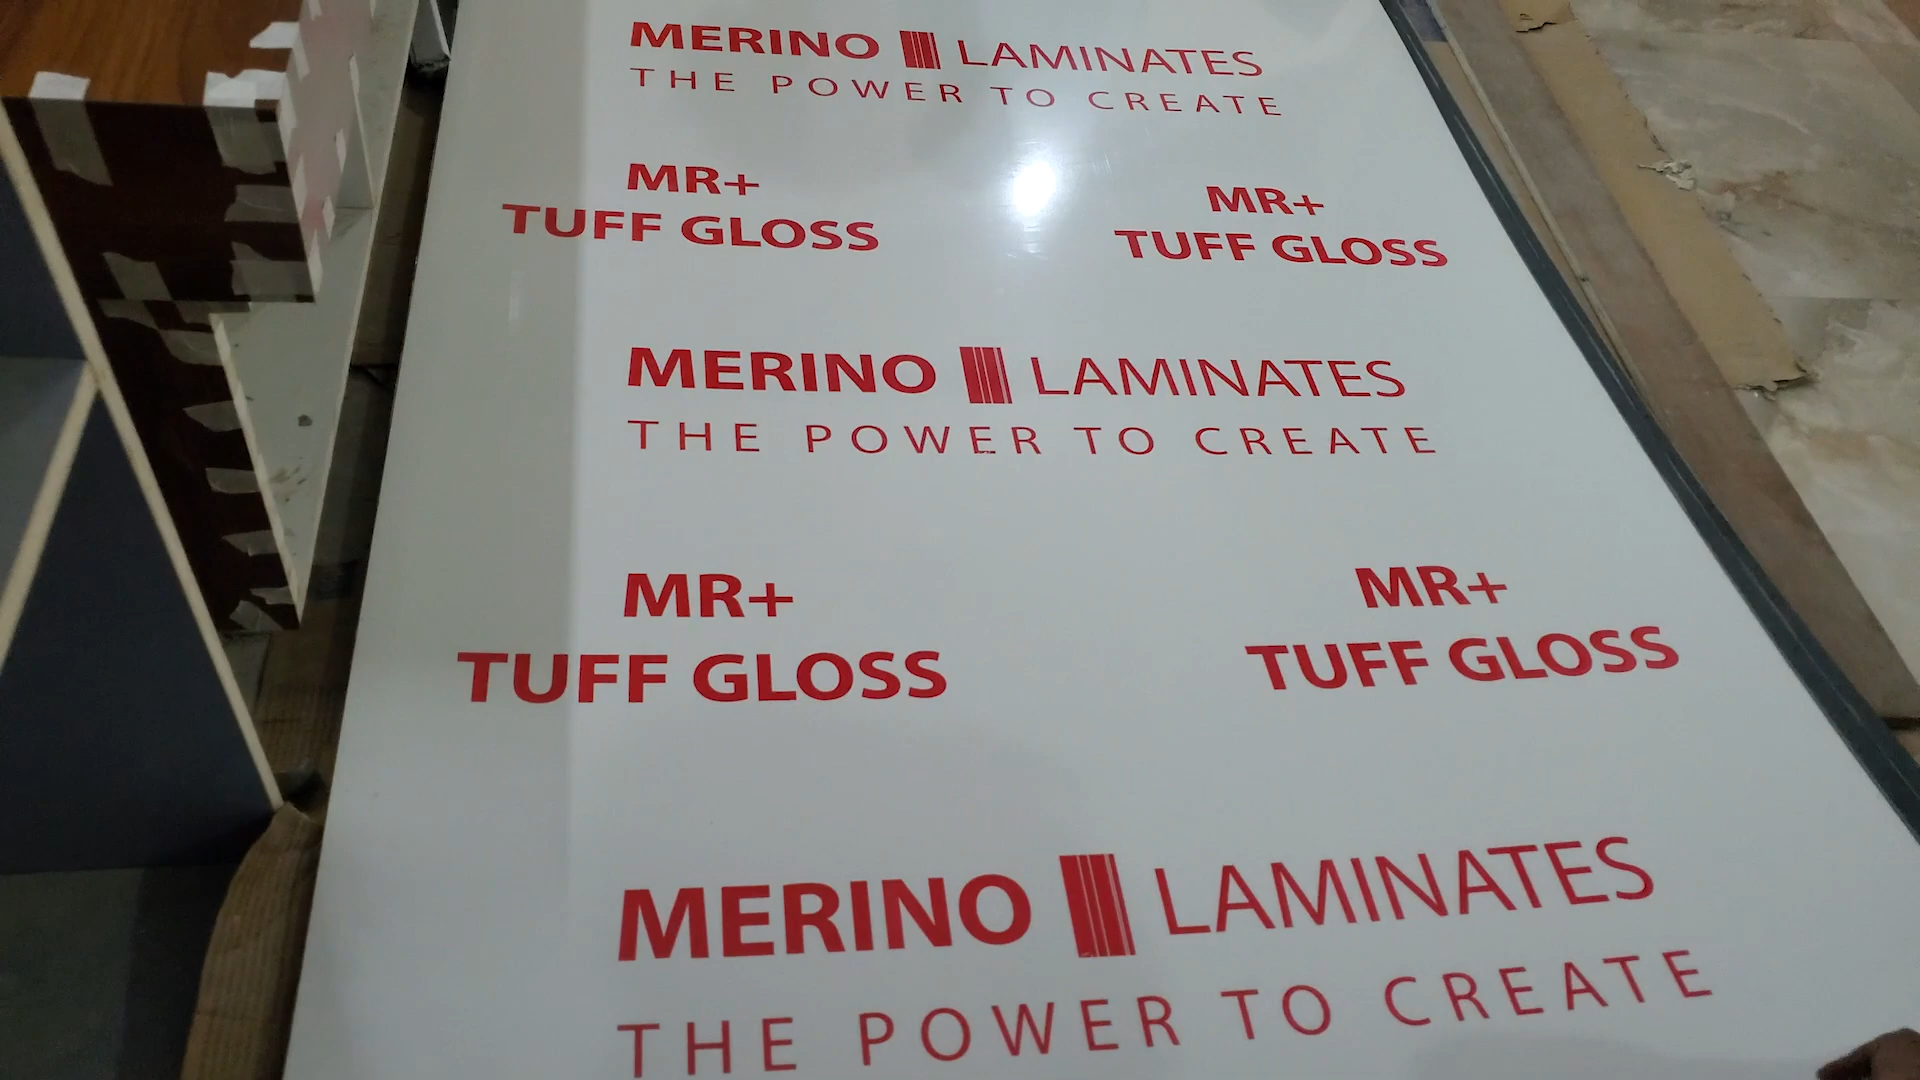 MERINO LAMINATES
THE POWER TO CREATE
MR+ MR+
TUFF GLOSS TUFF GLOSS
MERINO LAMINATES
THE POWER TO CREATE
MR+ MR+
TUFF GLOSS TUFF GLOSS
MERINO LAMINATES
THE POWER TO CREATE